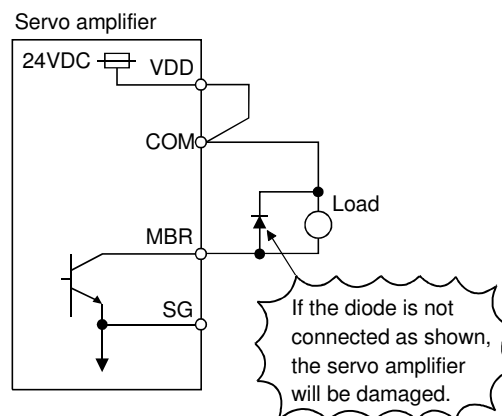 Servo amplifier
24VDC
VDD
COM
Load
MBR
SG
If the diode is not
connected as shown,
the servo amplifier
will be damaged.